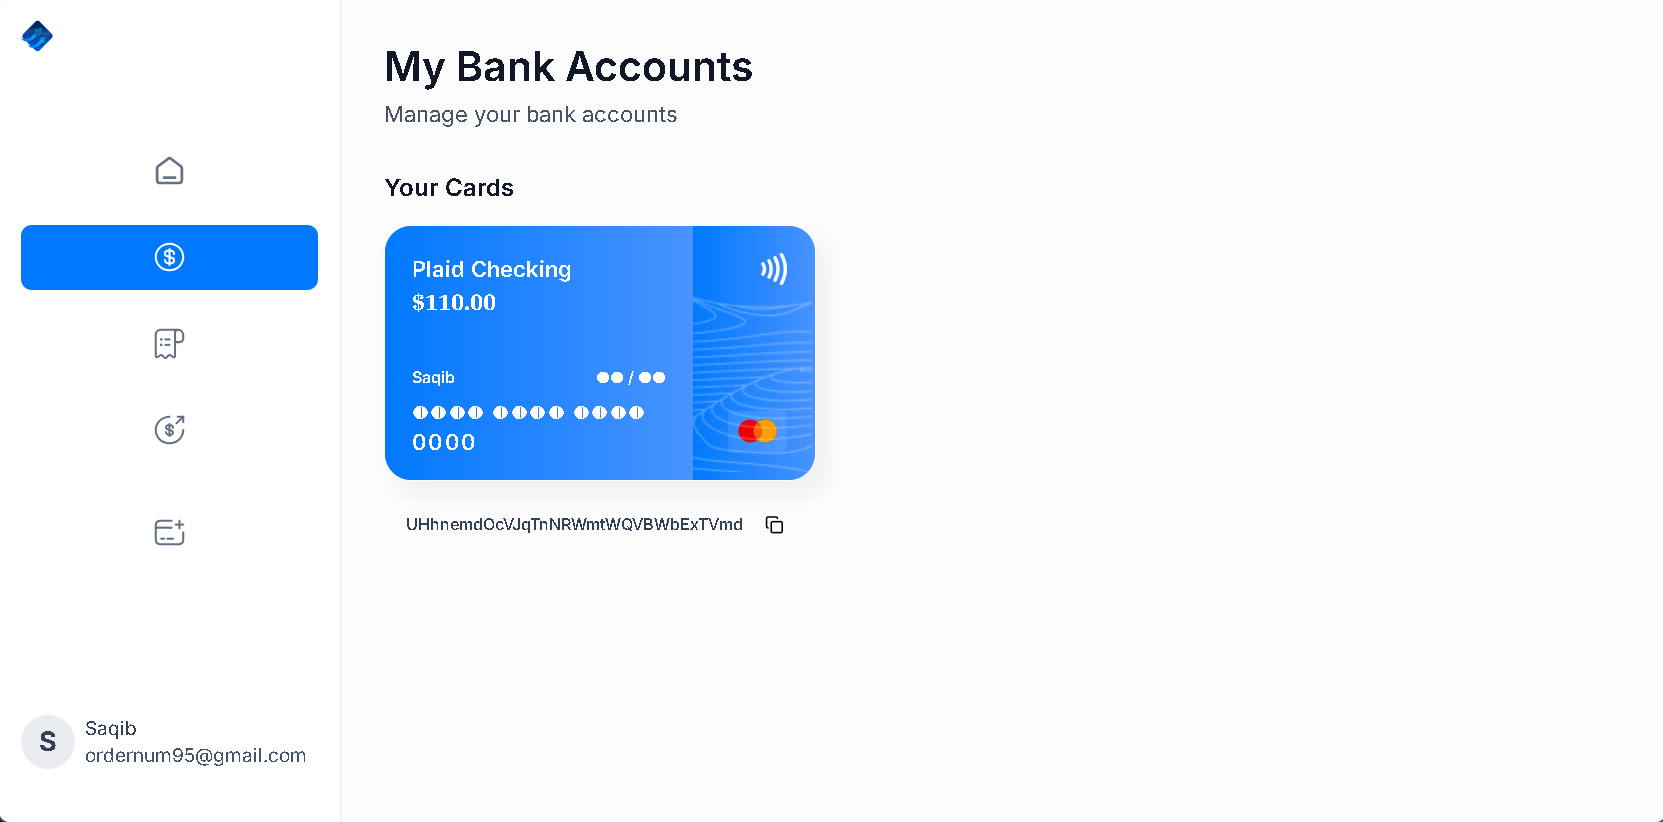 My Bank Accounts
Manage your bank accounts
Your Cards
Plaid Checking
$110.00
Saqib ●● / ●●
●●●● ●●●● ●●●●
0000
UHhnemdOcVJqTnNRWmtWQVBWbExTVmd
S
Saqib
ordernum95@gmail.com